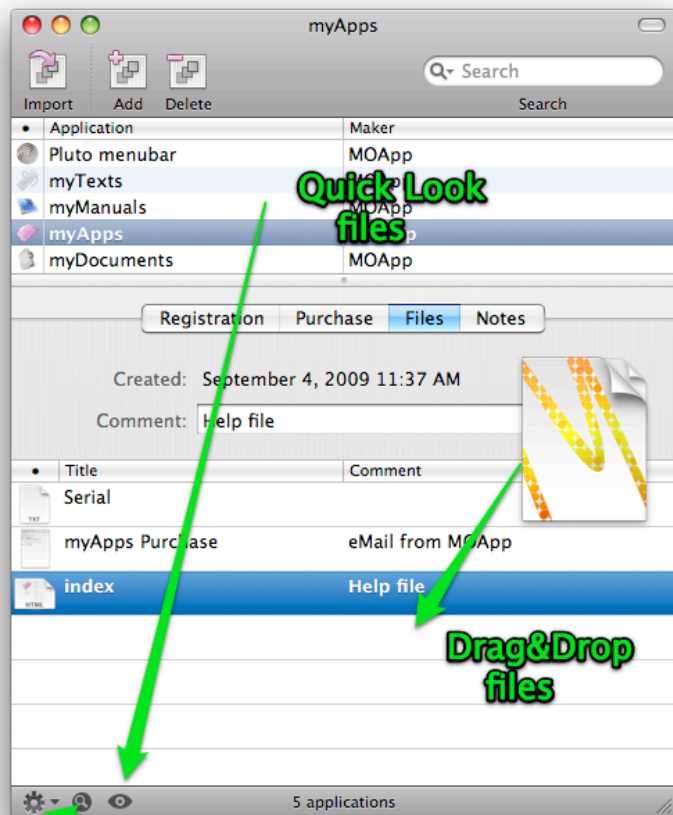 myApps
Search
Import Add Delete Search
• Application Maker
Pluto menubar MOApp
myTexts
myManuals MOApp
Quick Look
files
myApps
myDocuments MOApp
Registration Purchase Files Notes
Created: September 4, 2009 11:37 AM
Comment: Help file
• Title Comment
Serial
TXT
myApps Purchase eMail from MOApp
index Help file
HTML
Drag&Drop
files
5 applications